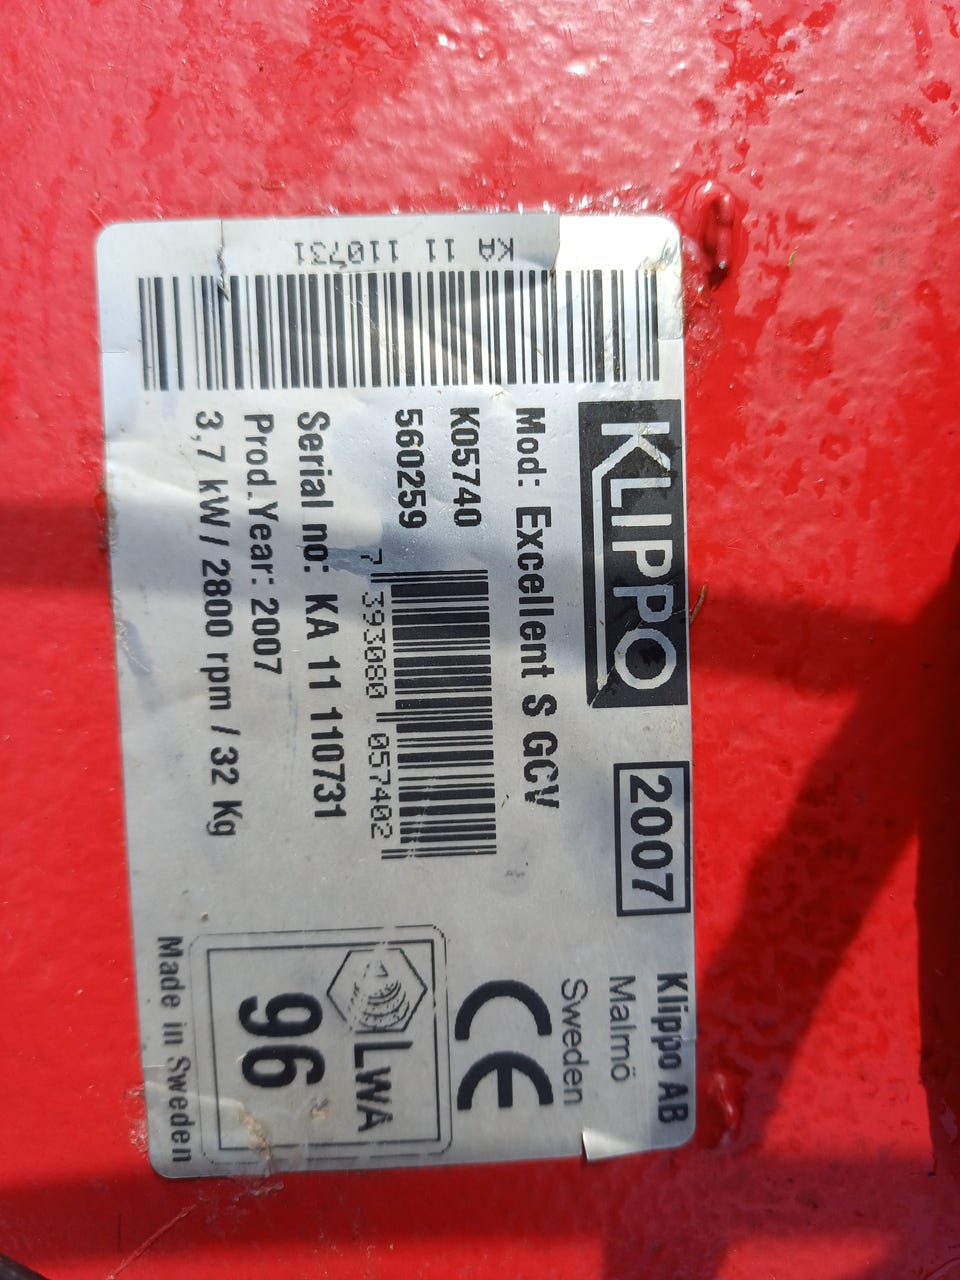 KLIPPO
2007
Klippo AB
Malmö
Sweden
Mod: Excellent S GCV
K05740
560259
7 393080 057402
CE
Serial no: KA 11 110731
Prod.Year: 2007
3,7 kW / 2800 rpm / 32 Kg
LWA
96
Made in Sweden
KA 11 110731